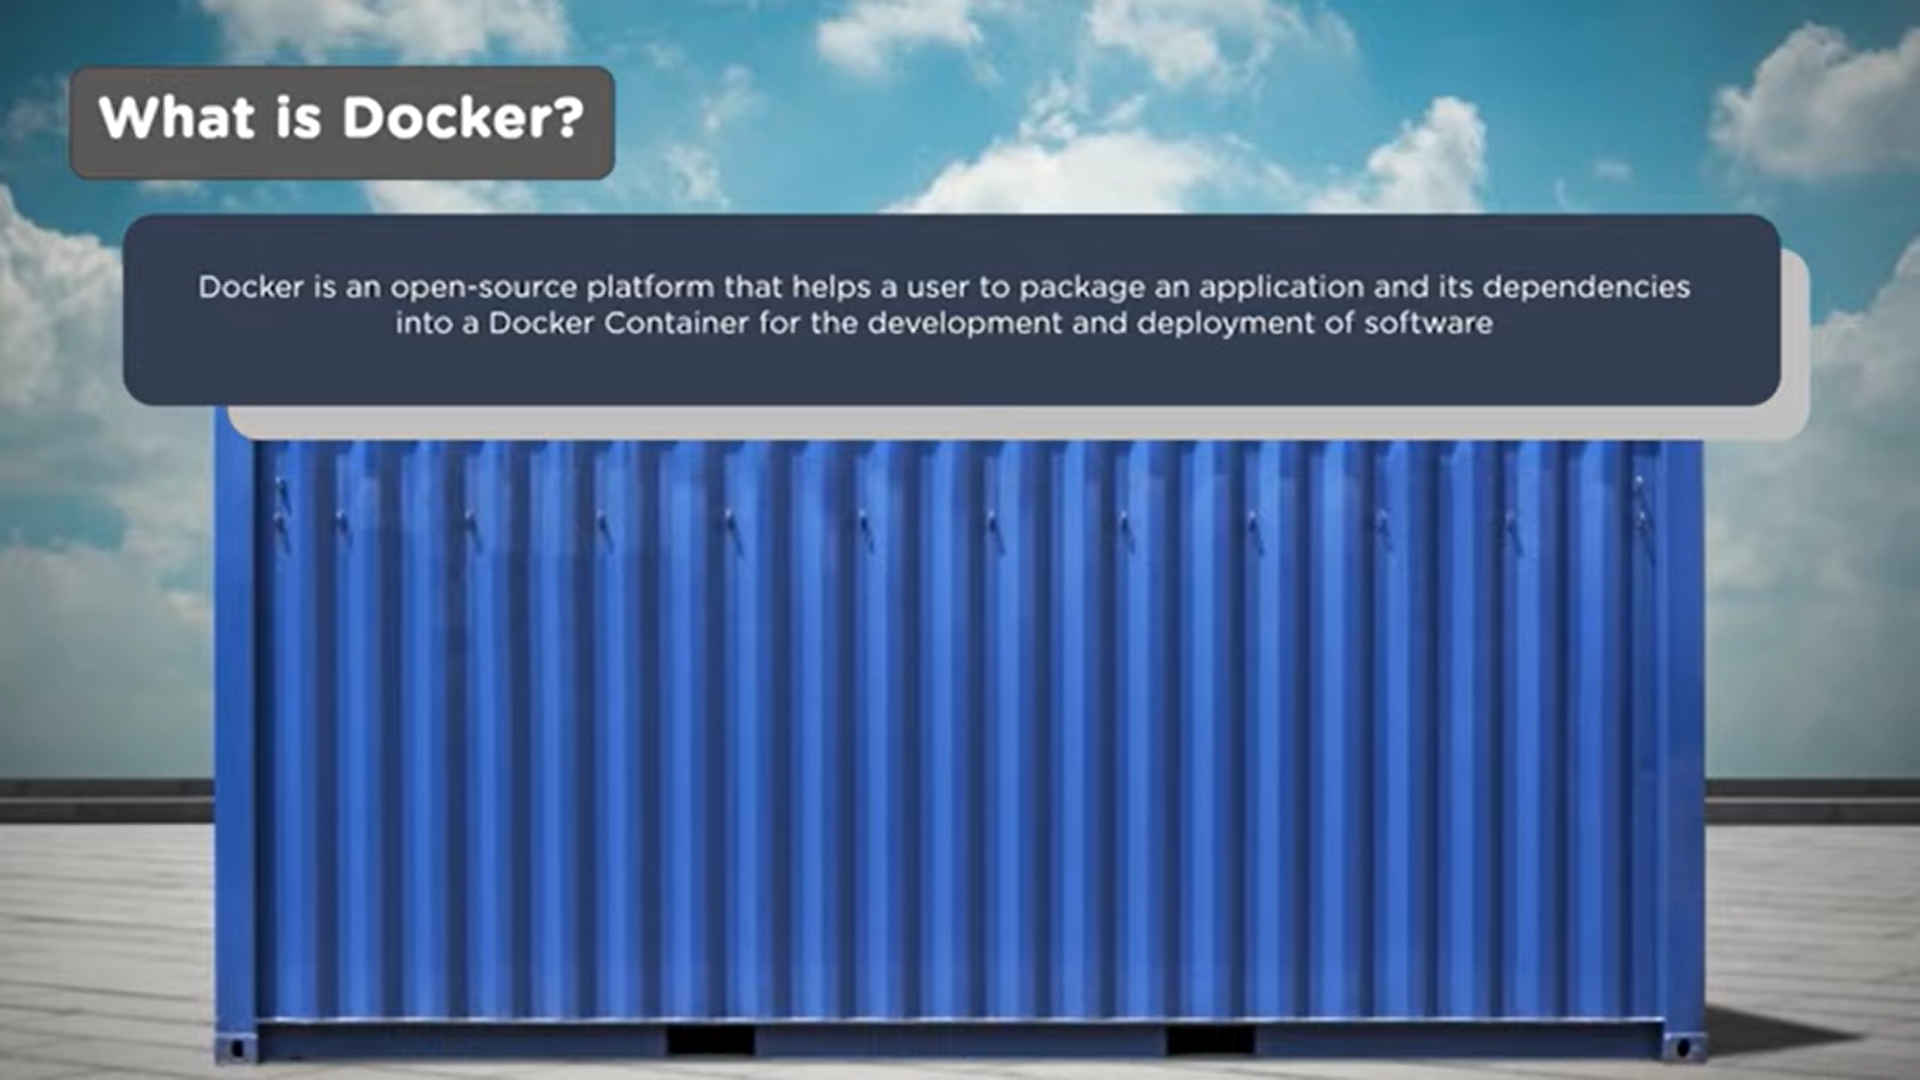 What is Docker?
Docker is an open-source platform that helps a user to package an application and its dependencies
into a Docker Container for the development and deployment of software